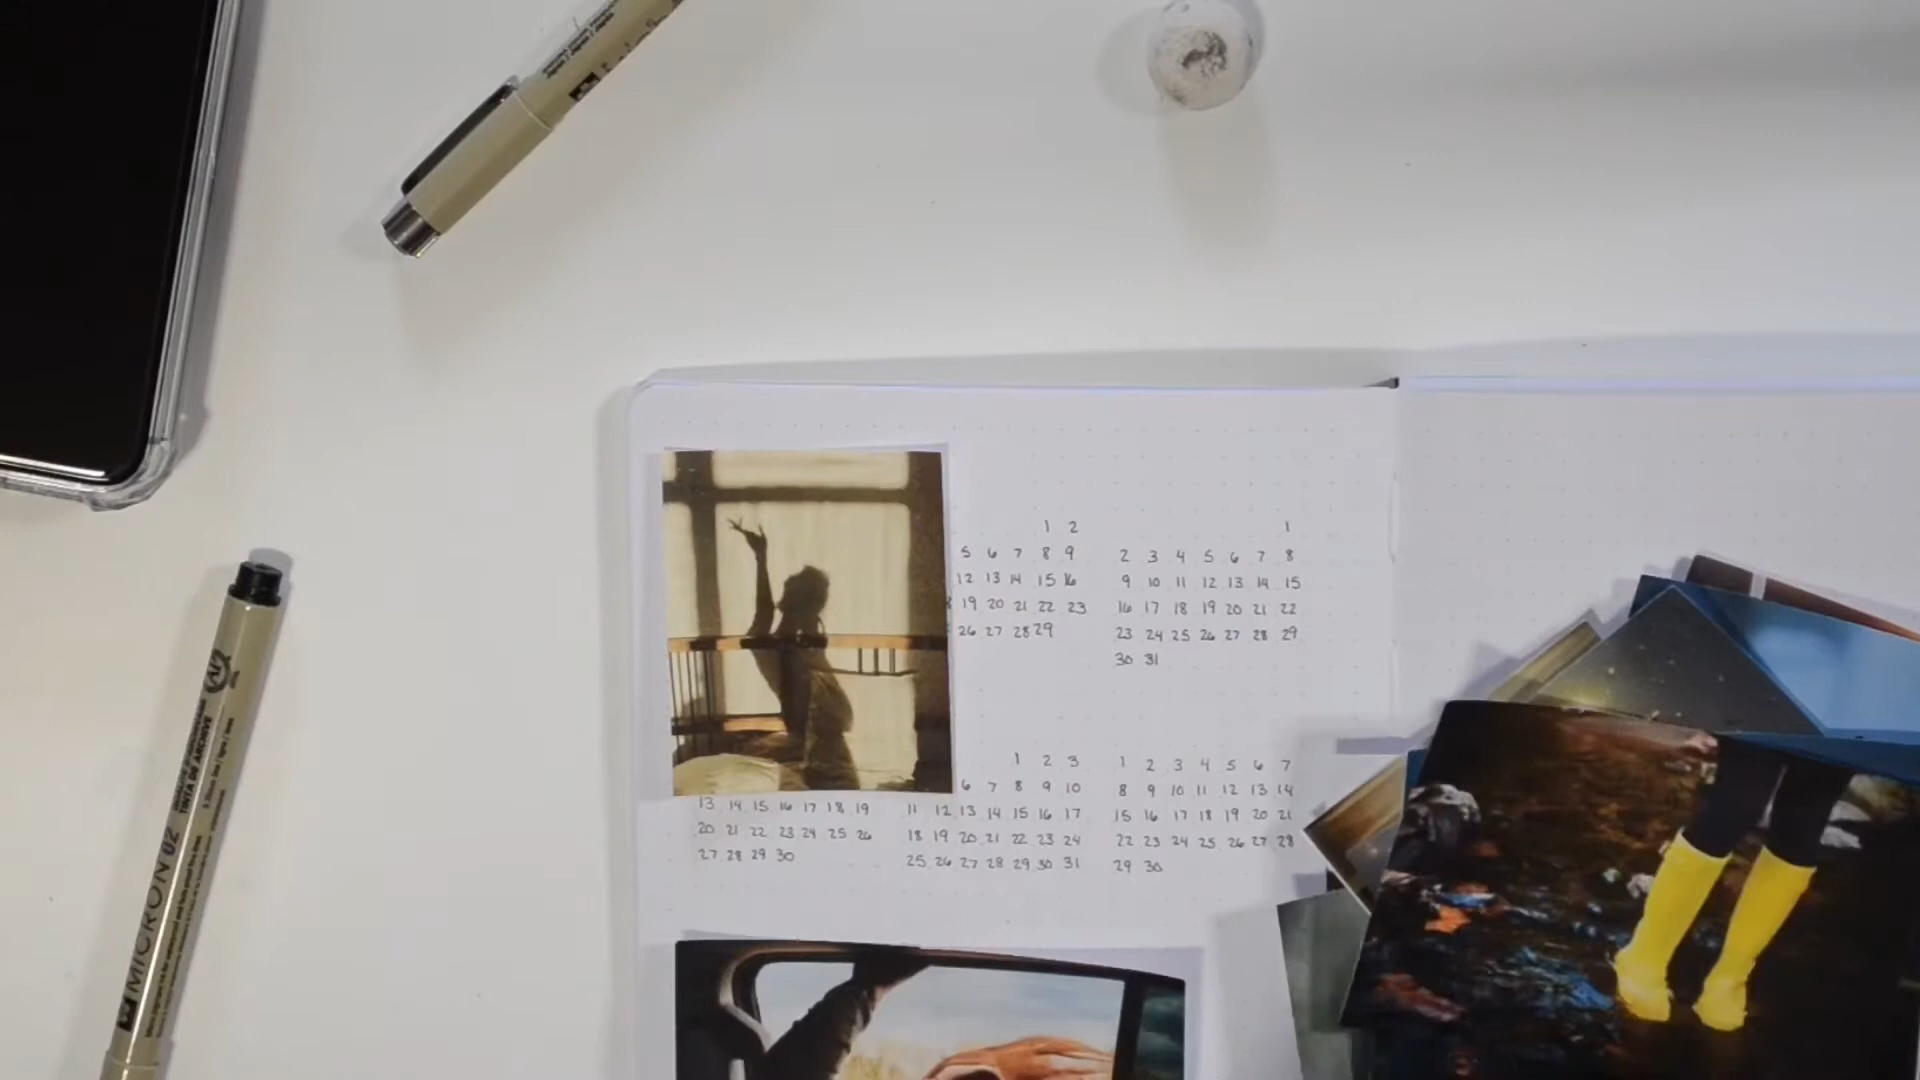 MICRON 02
TINTA DE ARCHIVO
1 2
5 6 7 8 9
12 13 14 15 16
19 20 21 22 23
26 27 28 29
1
2 3 4 5 6 7 8
9 10 11 12 13 14 15
16 17 18 19 20 21 22
23 24 25 26 27 28 29
30 31
13 14 15 16 17 18 19
20 21 22 23 24 25 26
27 28 29 30
1 2 3
6 7 8 9 10
11 12 13 14 15 16 17
18 19 20 21 22 23 24
25 26 27 28 29 30 31
1 2 3 4 5 6 7
8 9 10 11 12 13 14
15 16 17 18 19 20 21
22 23 24 25 26 27 28
29 30